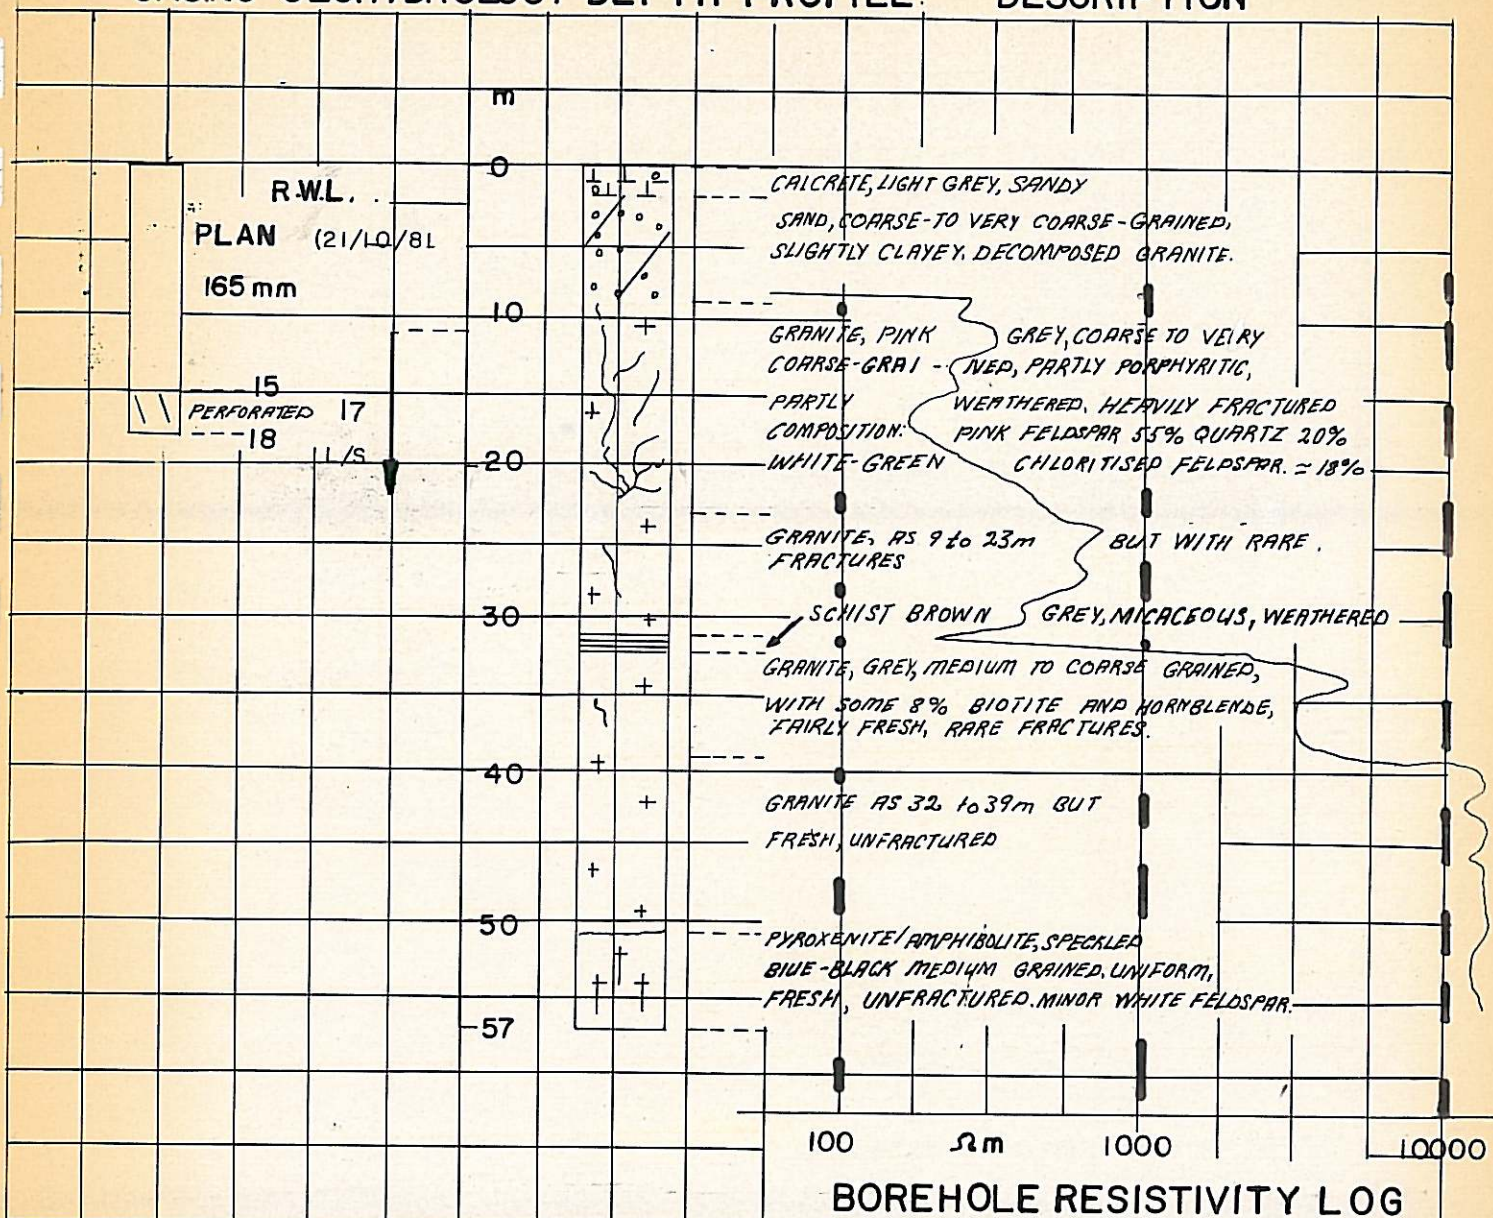 DESCRIPTION
m
0
R.W.L.
PLAN (21/10/81
165 mm
10
15
PERFORATED 17
18
L/S
20
30
40
50
57
CALCRETE, LIGHT GREY, SANDY
SAND, COARSE-TO VERY COARSE-GRAINED,
SLIGHTLY CLAYEY. DECOMPOSED GRANITE.
GRANITE, PINK GREY, COARSE TO VERY
COARSE-GRAI - NED, PARTLY PORPHYRITIC,
PARTLY WEATHERED, HEAVILY FRACTURED
COMPOSITION: PINK FELDSPAR 55% QUARTZ 20%
WHITE-GREEN CHLORITISED FELDSPAR. ≃ 18%
GRANITE, AS 9 to 23m BUT WITH RARE.
FRACTURES
SCHIST BROWN GREY, MICACEOUS, WEATHERED
GRANITE, GREY, MEDIUM TO COARSE GRAINED,
WITH SOME 8% BIOTITE AND HORNBLENDE,
FAIRLY FRESH, RARE FRACTURES.
GRANITE AS 32 to 39m BUT
FRESH, UNFRACTURED
PYROXENITE/AMPHIBOLITE, SPECKLED
BLUE-BLACK MEDIUM GRAINED, UNIFORM,
FRESH, UNFRACTURED. MINOR WHITE FELDSPAR.
100 Ωm 1000 10000
BOREHOLE RESISTIVITY LOG